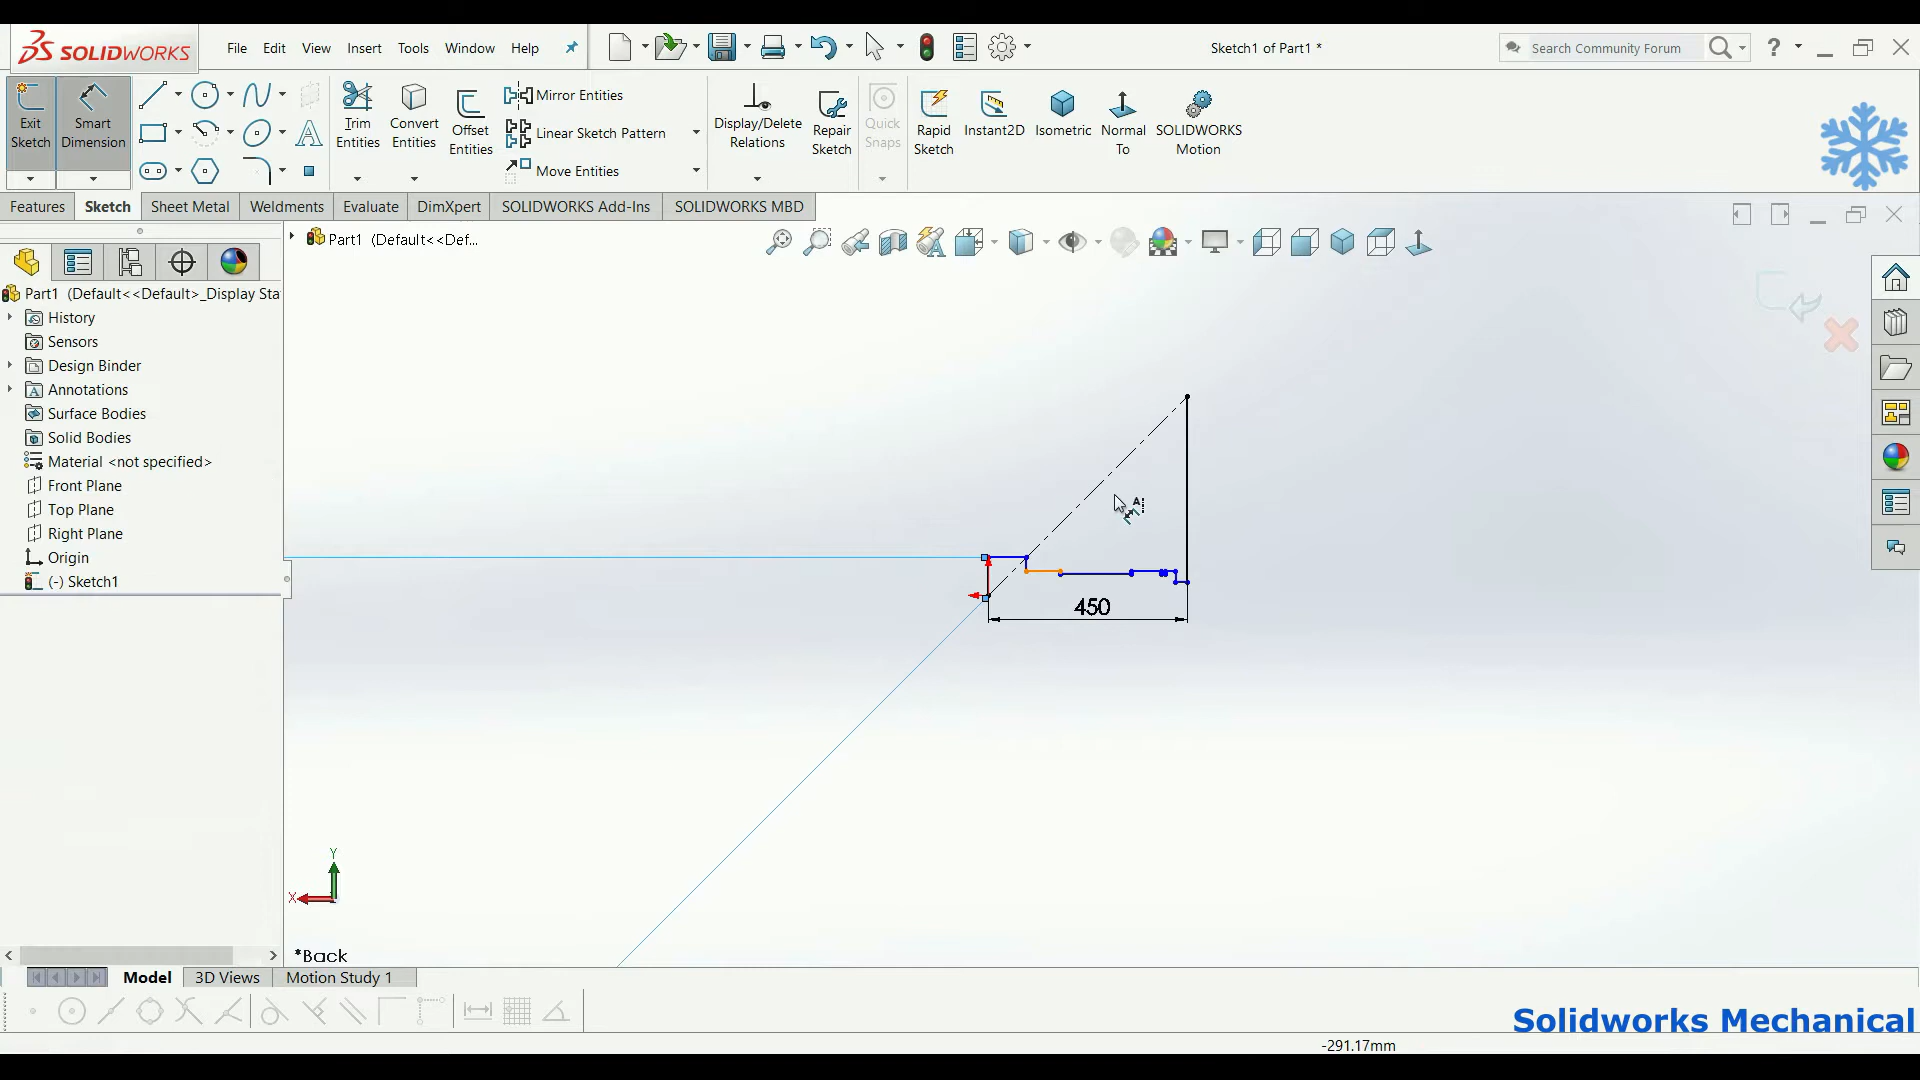 SOLIDWORKS
File Edit View Insert Tools Window Help
Sketch1 of Part1 *
Search Community Forum
?
Exit Sketch
Smart Dimension
Trim Entities
Convert Entities
Offset Entities
Mirror Entities
Linear Sketch Pattern
Move Entities
Display/Delete Relations
Repair Sketch
Quick Snaps
Rapid Sketch
Instant2D
Isometric
Normal To
SOLIDWORKS Motion
Features Sketch Sheet Metal Weldments Evaluate DimXpert SOLIDWORKS Add-Ins SOLIDWORKS MBD
Part1 (Default<<Def...
Part1 (Default<<Default>_Display Sta
History
Sensors
Design Binder
Annotations
Surface Bodies
Solid Bodies
Material <not specified>
Front Plane
Top Plane
Right Plane
Origin
(-) Sketch1
A
450
Y
X
*Back
Model 3D Views Motion Study 1
Solidworks Mechanical
-291.17mm